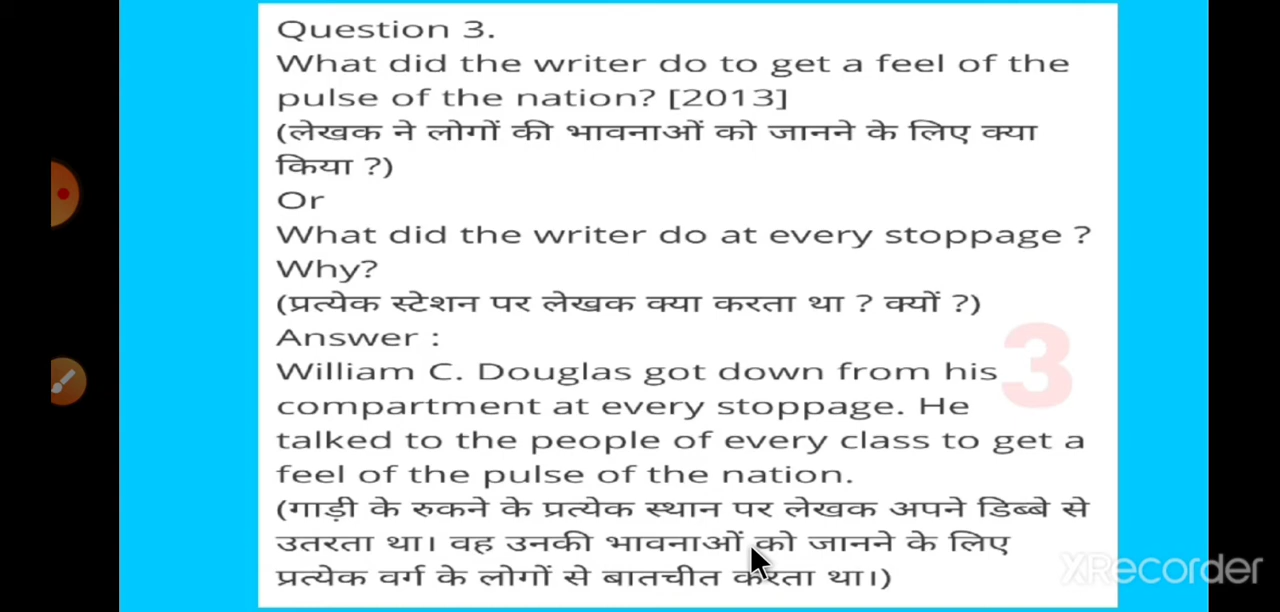 Question 3.
What did the writer do to get a feel of the
pulse of the nation? [2013]
(लेखक ने लोगों की भावनाओं को जानने के लिए क्या
किया ?)
Or
What did the writer do at every stoppage ?
Why?
(प्रत्येक स्टेशन पर लेखक क्या करता था ? क्यों ?)
Answer :
William C. Douglas got down from his
compartment at every stoppage. He
talked to the people of every class to get a
feel of the pulse of the nation.
(गाड़ी के रुकने के प्रत्येक स्थान पर लेखक अपने डिब्बे से
उतरता था। वह उनकी भावनाओं को जानने के लिए
प्रत्येक वर्ग के लोगों से बातचीत करता था।)
3
XRecorder